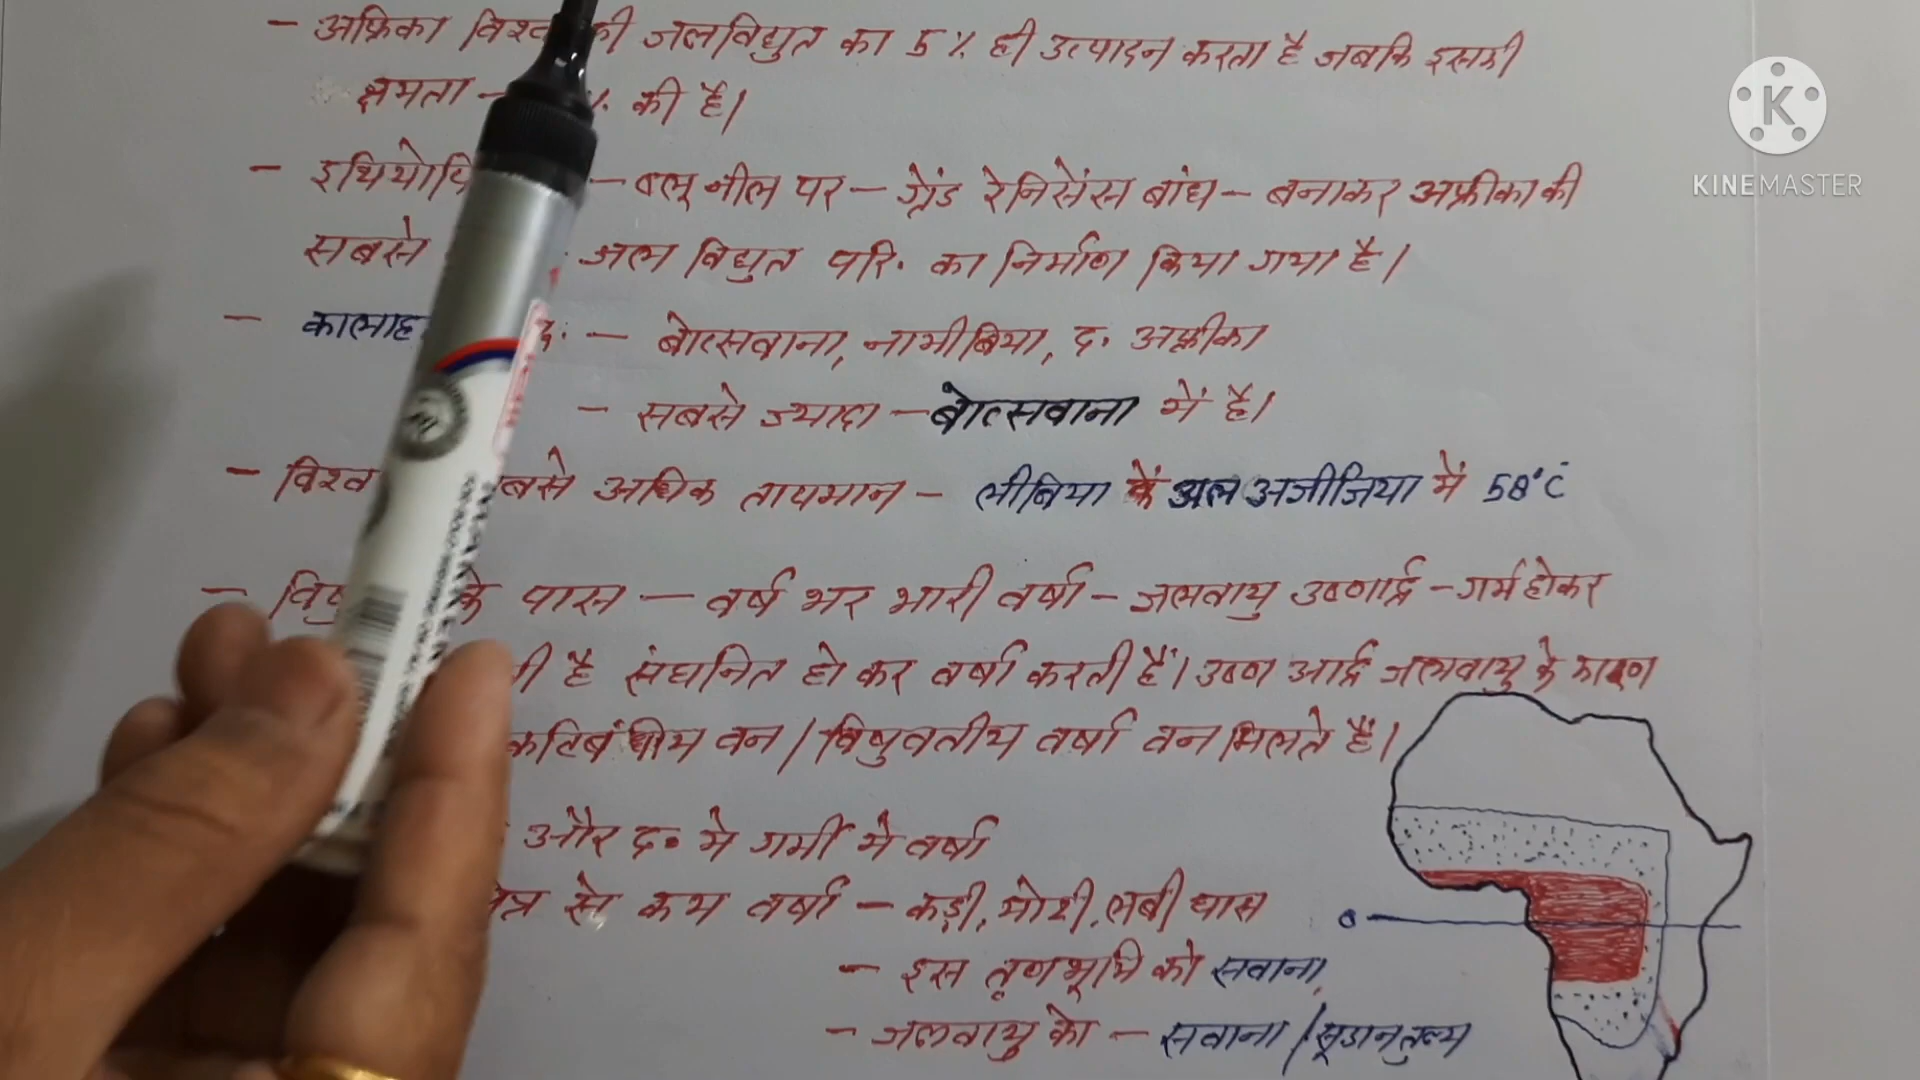 - अफ्रिका विश्व की जलविद्युत का 5% ही उत्पादन करता है जबकि इसकी
क्षमता - % की है।
- ब्लू नील पर - ग्रेंड रेनिसेंस बांध - बनाकर अफ्रीका की
सबसे जल विद्युत परि. का निर्माण किया गया है।
- - बोत्सवाना, नामीबिया, द. अफ्रीका
- सबसे ज्यादा - बोत्सवाना में है।
- विश्व अधिक तापमान - लीबिया के अल अजीजिया में 58°C
- के पास - वर्ष भर भारी वर्षा - जलवायु उष्णार्द्र - गर्म होकर
है संघनित हो कर वर्षा करती हैं। उष्ण आर्द्र जलवायु के कारण
वन / विषुवतीय वर्षा वन मिलते हैं।
और द. मे गर्मी मे वर्षा
से कम वर्षा - कड़ी, मोटी, लंबी घास
0
- इस तृणभूमि को सवाना,
- जलवायु को - सवाना / सूडानतुल्य
K
KINEMASTER